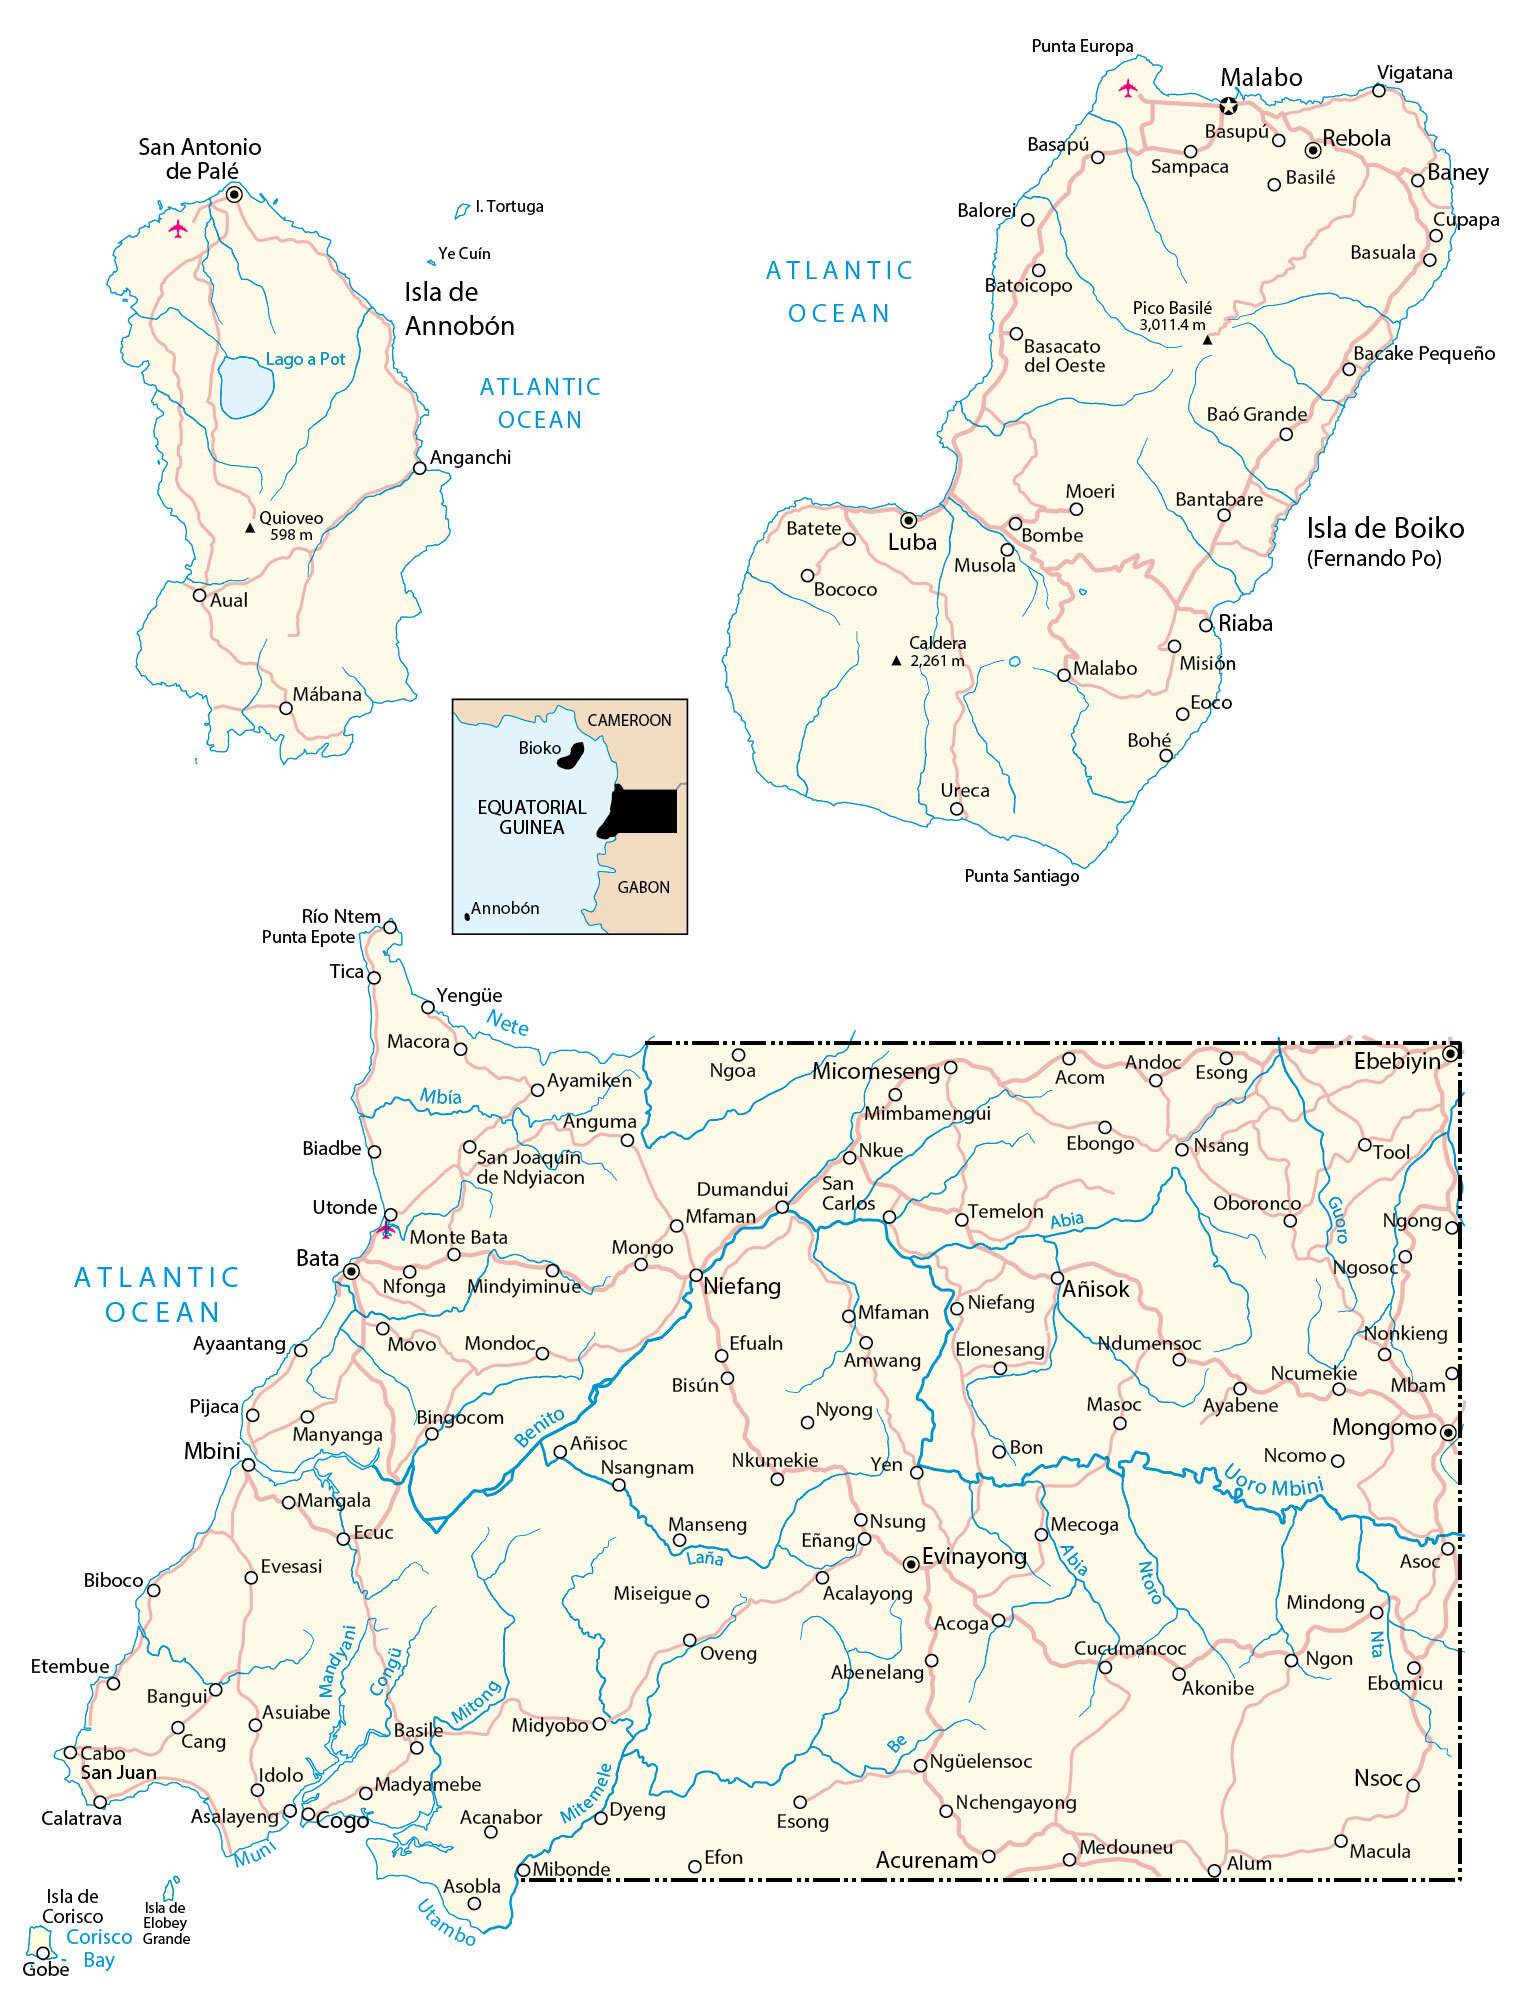 Punta Europa
Malabo
Vigatana
Basupú
Rebola
Basapú
Sampaca
Basilé
Baney
Balorei
Cupapa
Basuala
Batoicopo
ATLANTIC
OCEAN
Pico Basilé
3,011.4 m
Basacato
del Oeste
Bacake Pequeño
Baó Grande
Moeri
Bantabare
Batete
Luba
Bombe
Musola
Isla de Boiko
(Fernando Po)
Bococo
Riaba
Caldera
2,261 m
Malabo
Misión
Eoco
Bohé
Ureca
Punta Santiago
San Antonio
de Palé
I. Tortuga
Ye Cuín
Isla de
Annobón
Lago a Pot
ATLANTIC
OCEAN
Anganchi
Quioveo
598 m
Aual
Mábana
CAMEROON
Bioko
EQUATORIAL
GUINEA
GABON
Annobón
Río Ntem
Punta Epote
Tica
Yengüe
Nete
Macora
Ayamiken
Mbía
Anguma
Biadbe
San Joaquin
de Ndyiacon
Utonde
Monte Bata
Bata
Nfonga
Mindyiminue
Mongo
Mfaman
Dumandui
Niefang
ATLANTIC
OCEAN
Ayaantang
Movo
Mondoc
Pijaca
Manyanga
Bingocom
Benito
Mbini
Mangala
Ecuc
Ngoa
Micomeseng
Mimbamengui
Acom
Andoc
Esong
Ebebiyin
Nkue
Ebongo
Nsang
Tool
San
Carlos
Temelon
Abia
Oboronco
Guoro
Ngong
Ngosoc
Niefang
Añisok
Mfaman
Amwang
Efualn
Bisún
Elonesang
Ndumensoc
Nonkieng
Ncumekie
Mbam
Ayabene
Masoc
Mongomo
Nyong
Añisoc
Nsangnam
Nkumekie
Yen
Bon
Ncomo
Uoro Mbini
Manseng
Laña
Nsung
Eñang
Evinayong
Mecoga
Abia
Ntoro
Asoc
Evesasi
Biboco
Miseigue
Acalayong
Mindong
Nta
Acoga
Etembue
Bangui
Mandyani
Congü
Oveng
Abenelang
Cucumancoc
Akonibe
Ngon
Ebomicu
Asuiabe
Cang
Mitong
Midyobo
Basile
Be
Cabo
San Juan
Idolo
Madyamebe
Ngüelensoc
Nsoc
Calatrava
Asalayeng
Cogo
Acanabor
Mitemele
Dyeng
Esong
Nchengayong
Muni
Medouneu
Macula
Mibonde
Efon
Acurenam
Alum
Asobla
Utambo
Isla de
Corisco
Isla de
Elobey
Grande
Corisco
Bay
Gobe